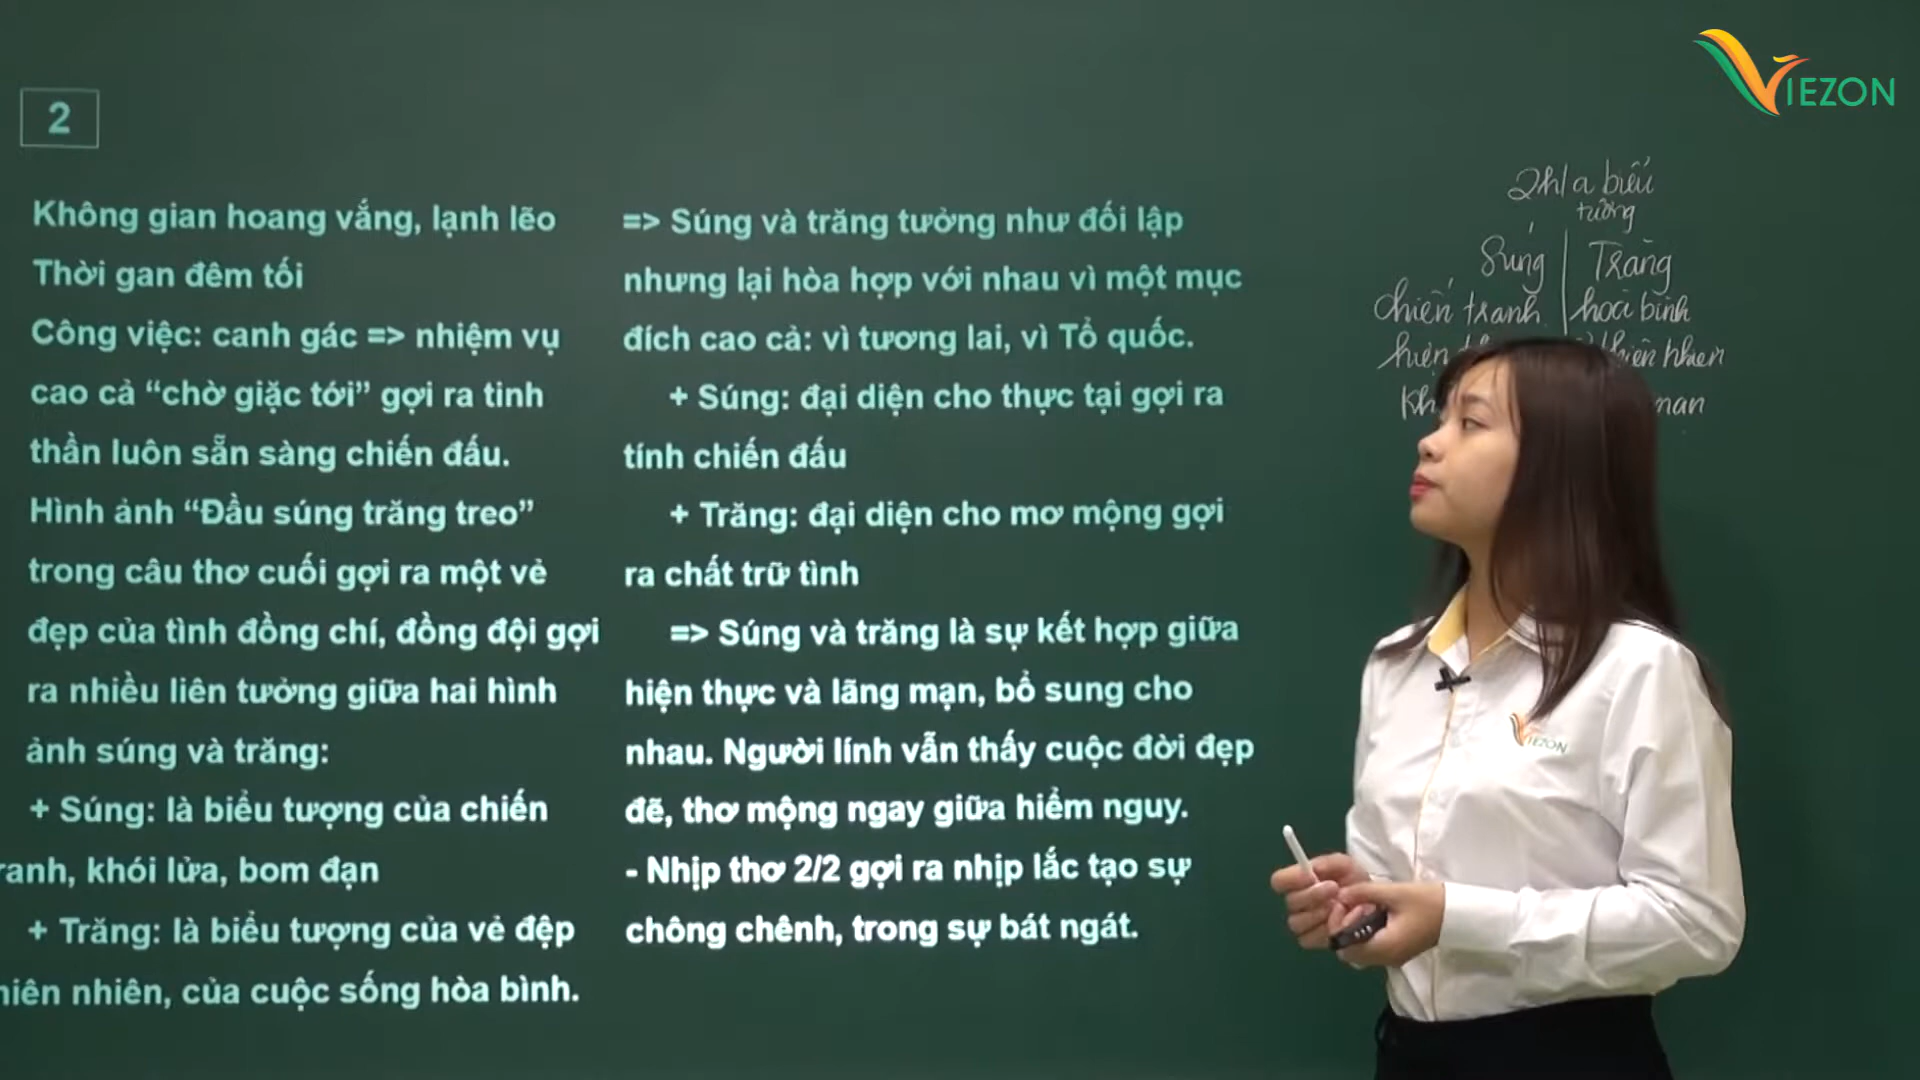 VIEZON
2
Không gian hoang vắng, lạnh lẽo
Thời gan đêm tối
Công việc: canh gác => nhiệm vụ
cao cả “chờ giặc tới” gợi ra tinh
thần luôn sẵn sàng chiến đấu.
Hình ảnh “Đầu súng trăng treo”
trong câu thơ cuối gợi ra một vẻ
đẹp của tình đồng chí, đồng đội gợi
ra nhiều liên tưởng giữa hai hình
ảnh súng và trăng:
+ Súng: là biểu tượng của chiến
ranh, khói lửa, bom đạn
+ Trăng: là biểu tượng của vẻ đệp
hiên nhiên, của cuộc sống hòa bình.
=> Súng và trăng tưởng như đối lập
nhưng lại hòa hợp với nhau vì một mục
đích cao cả: vì tương lai, vì Tổ quốc.
+ Súng: đại diện cho thực tại gợi ra
tính chiến đấu
+ Trăng: đại diện cho mơ mộng gợi
ra chất trữ tình
=> Súng và trăng là sự kết hợp giữa
hiện thực và lãng mạn, bổ sung cho
nhau. Người lính vẫn thấy cuộc đời đẹp
đẽ, thơ mộng ngay giữa hiểm nguy.
- Nhịp thơ 2/2 gợi ra nhịp lắc tạo sự
chông chênh, trong sự bát ngát.
biểu
tường
Súng Trăng
chiến tranh hoà bình
thiên nhiên
VIEZON